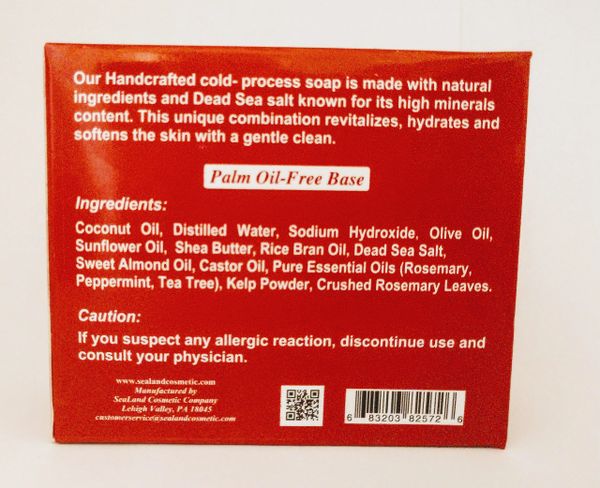 Our Handcrafted cold- process soap is made with natural
ingredients and Dead Sea salt known for its high minerals
content. This unique combination revitalizes, hydrates and
softens the skin with a gentle clean.
Palm Oil-Free Base
Ingredients:
Coconut Oil, Distilled Water, Sodium Hydroxide, Olive Oil,
Sunflower Oil, Shea Butter, Rice Bran Oil, Dead Sea Salt,
Sweet Almond Oil, Castor Oil, Pure Essential Oils (Rosemary,
Peppermint, Tea Tree), Kelp Powder, Crushed Rosemary Leaves.
Caution:
If you suspect any allergic reaction, discontinue use and
consult your physician.
www.sealandcosmetic.com
Manufactured by
SeaLand Cosmetic Company
Lehigh Valley, PA 18045
customerservice@sealandcosmetic.com
6 83203 82572 6